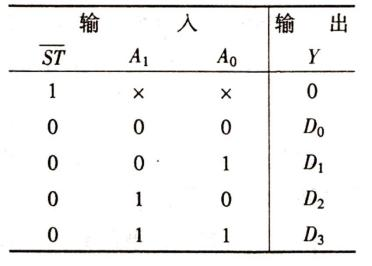 输 入 输 出
S̅T̅ A₁ A₀ Y
1 × × 0
0 0 0 D₀
0 0 1 D₁
0 1 0 D₂
0 1 1 D₃